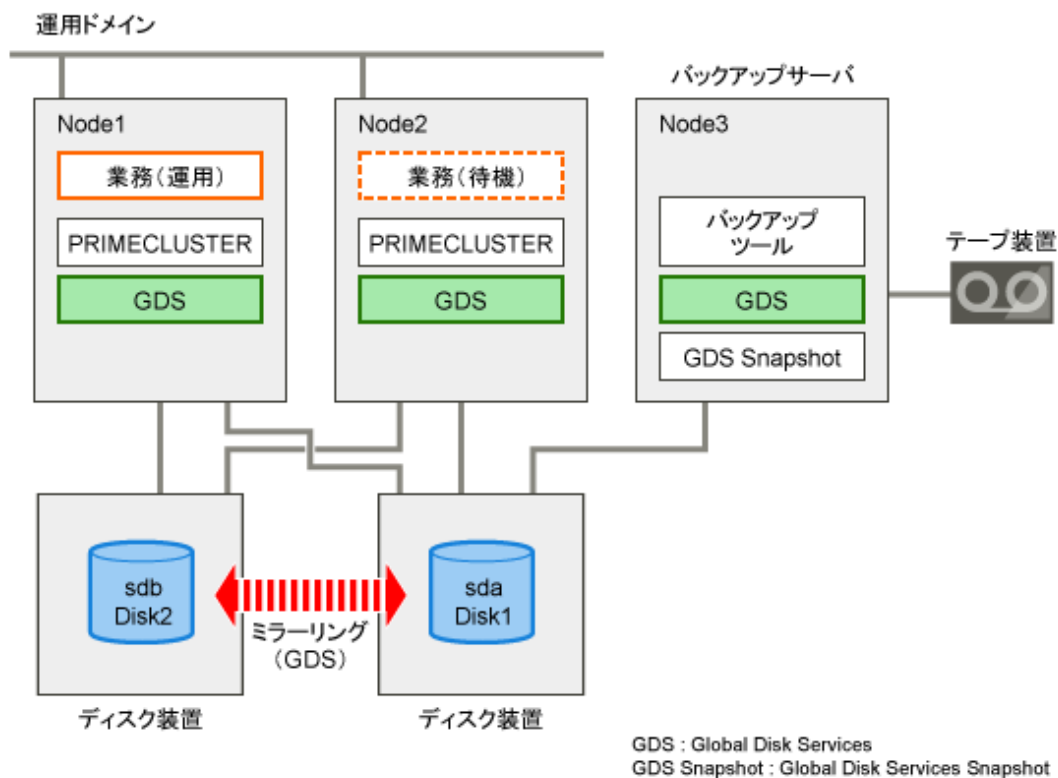 運用ドメイン
バックアップサーバ
Node1
業務(運用)
PRIMECLUSTER
GDS
Node2
業務(待機)
PRIMECLUSTER
GDS
Node3
バックアップ
ツール
GDS
GDS Snapshot
テープ装置
sdb
Disk2
ミラーリング
(GDS)
sda
Disk1
ディスク装置
ディスク装置
GDS : Global Disk Services
GDS Snapshot : Global Disk Services Snapshot